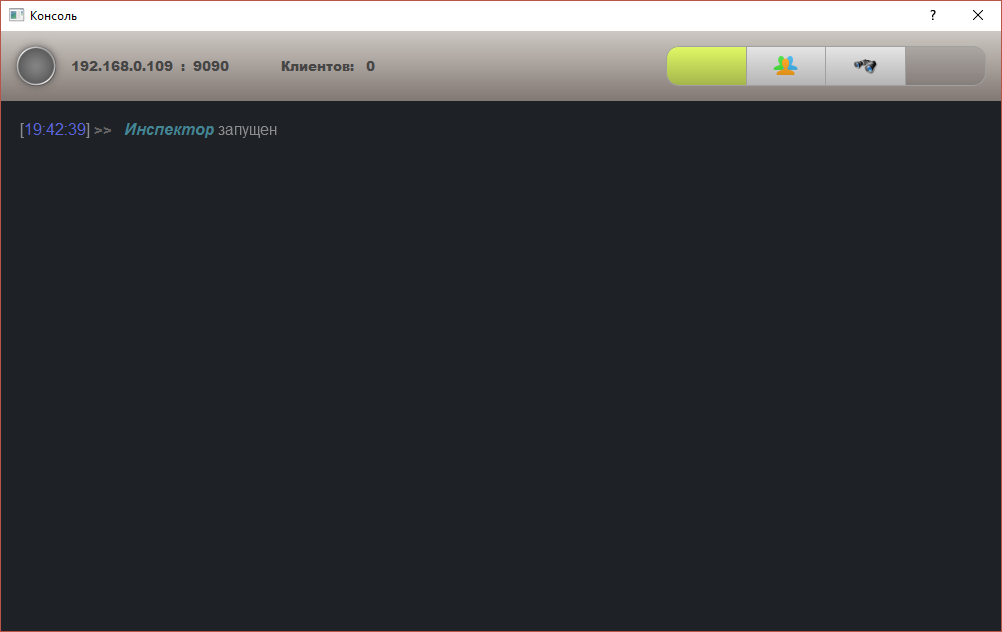 Консоль
?
192.168.0.109 : 9090 Клиентов: 0
[19:42:39] >> Инспектор запущен